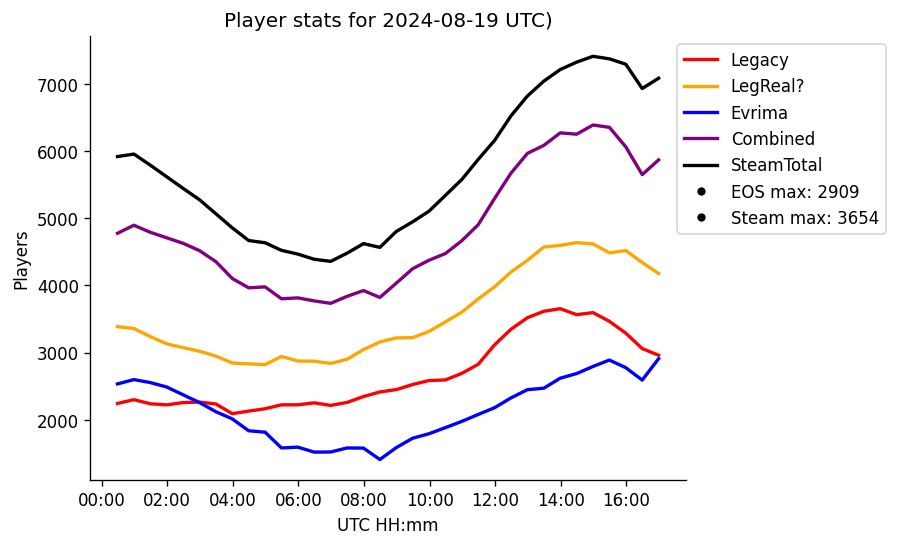 Player stats for 2024-08-19 UTC)
Legacy
LegReal?
Evrima
Combined
SteamTotal
EOS max: 2909
Steam max: 3654
Players
7000
6000
5000
4000
3000
2000
00:00 02:00 04:00 06:00 08:00 10:00 12:00 14:00 16:00
UTC HH:mm